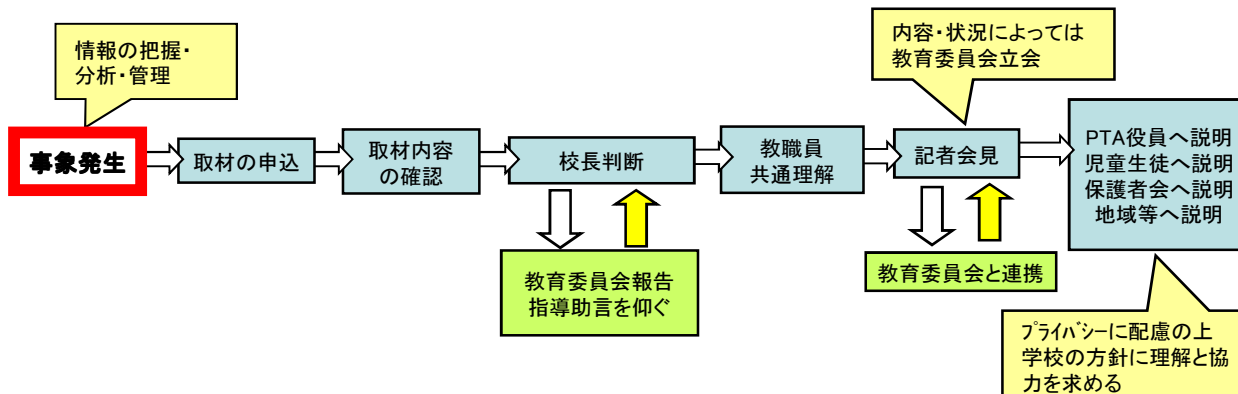 情報の把握・
分析・管理
内容・状況によっては
教育委員会立会
事象発生
取材の申込
取材内容
の確認
校長判断
教職員
共通理解
記者会見
PTA役員へ説明
児童生徒へ説明
保護者会へ説明
地域等へ説明
教育委員会報告
指導助言を仰ぐ
教育委員会と連携
ﾌﾟﾗｲﾊﾞｼｰに配慮の上
学校の方針に理解と協
力を求める